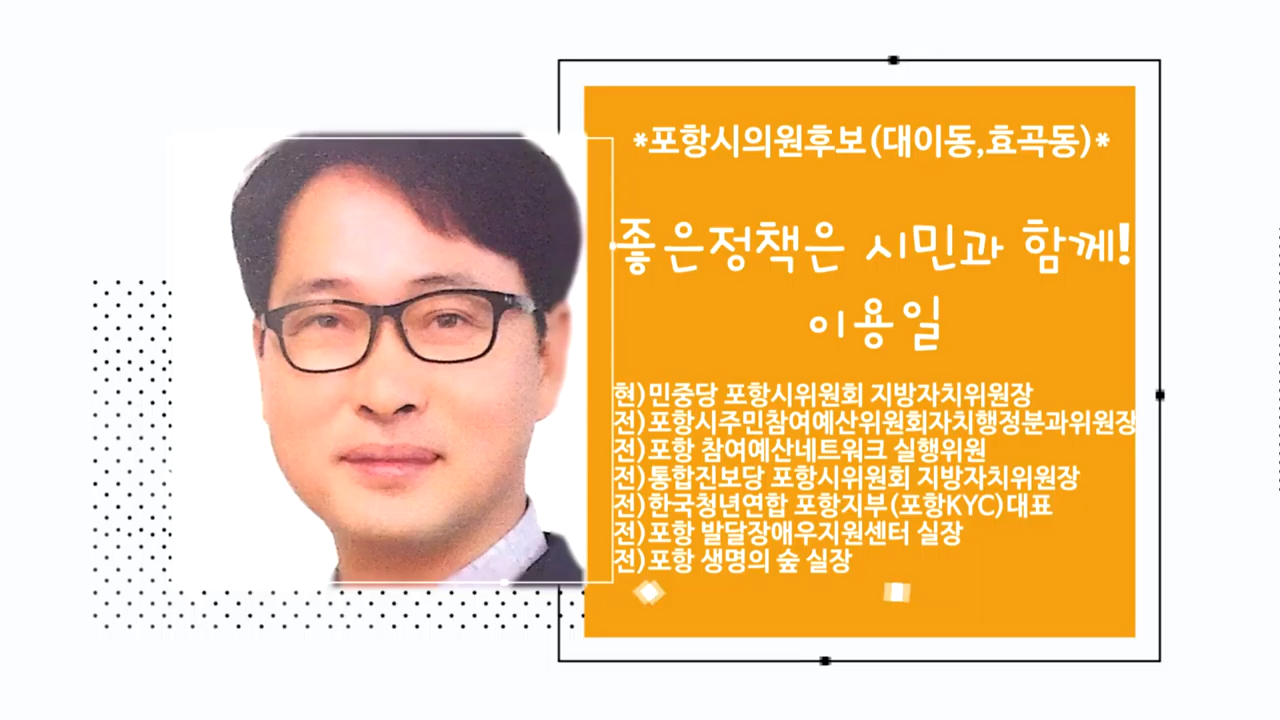 *포항시의원후보(대이동,효곡동)*
좋은정책은 시민과 함께!
이용일
현)민중당 포항시위원회 지방자치위원장
전)포항시주민참여예산위원회자치행정분과위원장
전)포항 참여예산네트워크 실행위원
전)통합진보당 포항시위원회 지방자치위원장
전)한국청년연합 포항지부(포항KYC)대표
전)포항 발달장애우지원센터 실장
전)포항 생명의 숲 실장